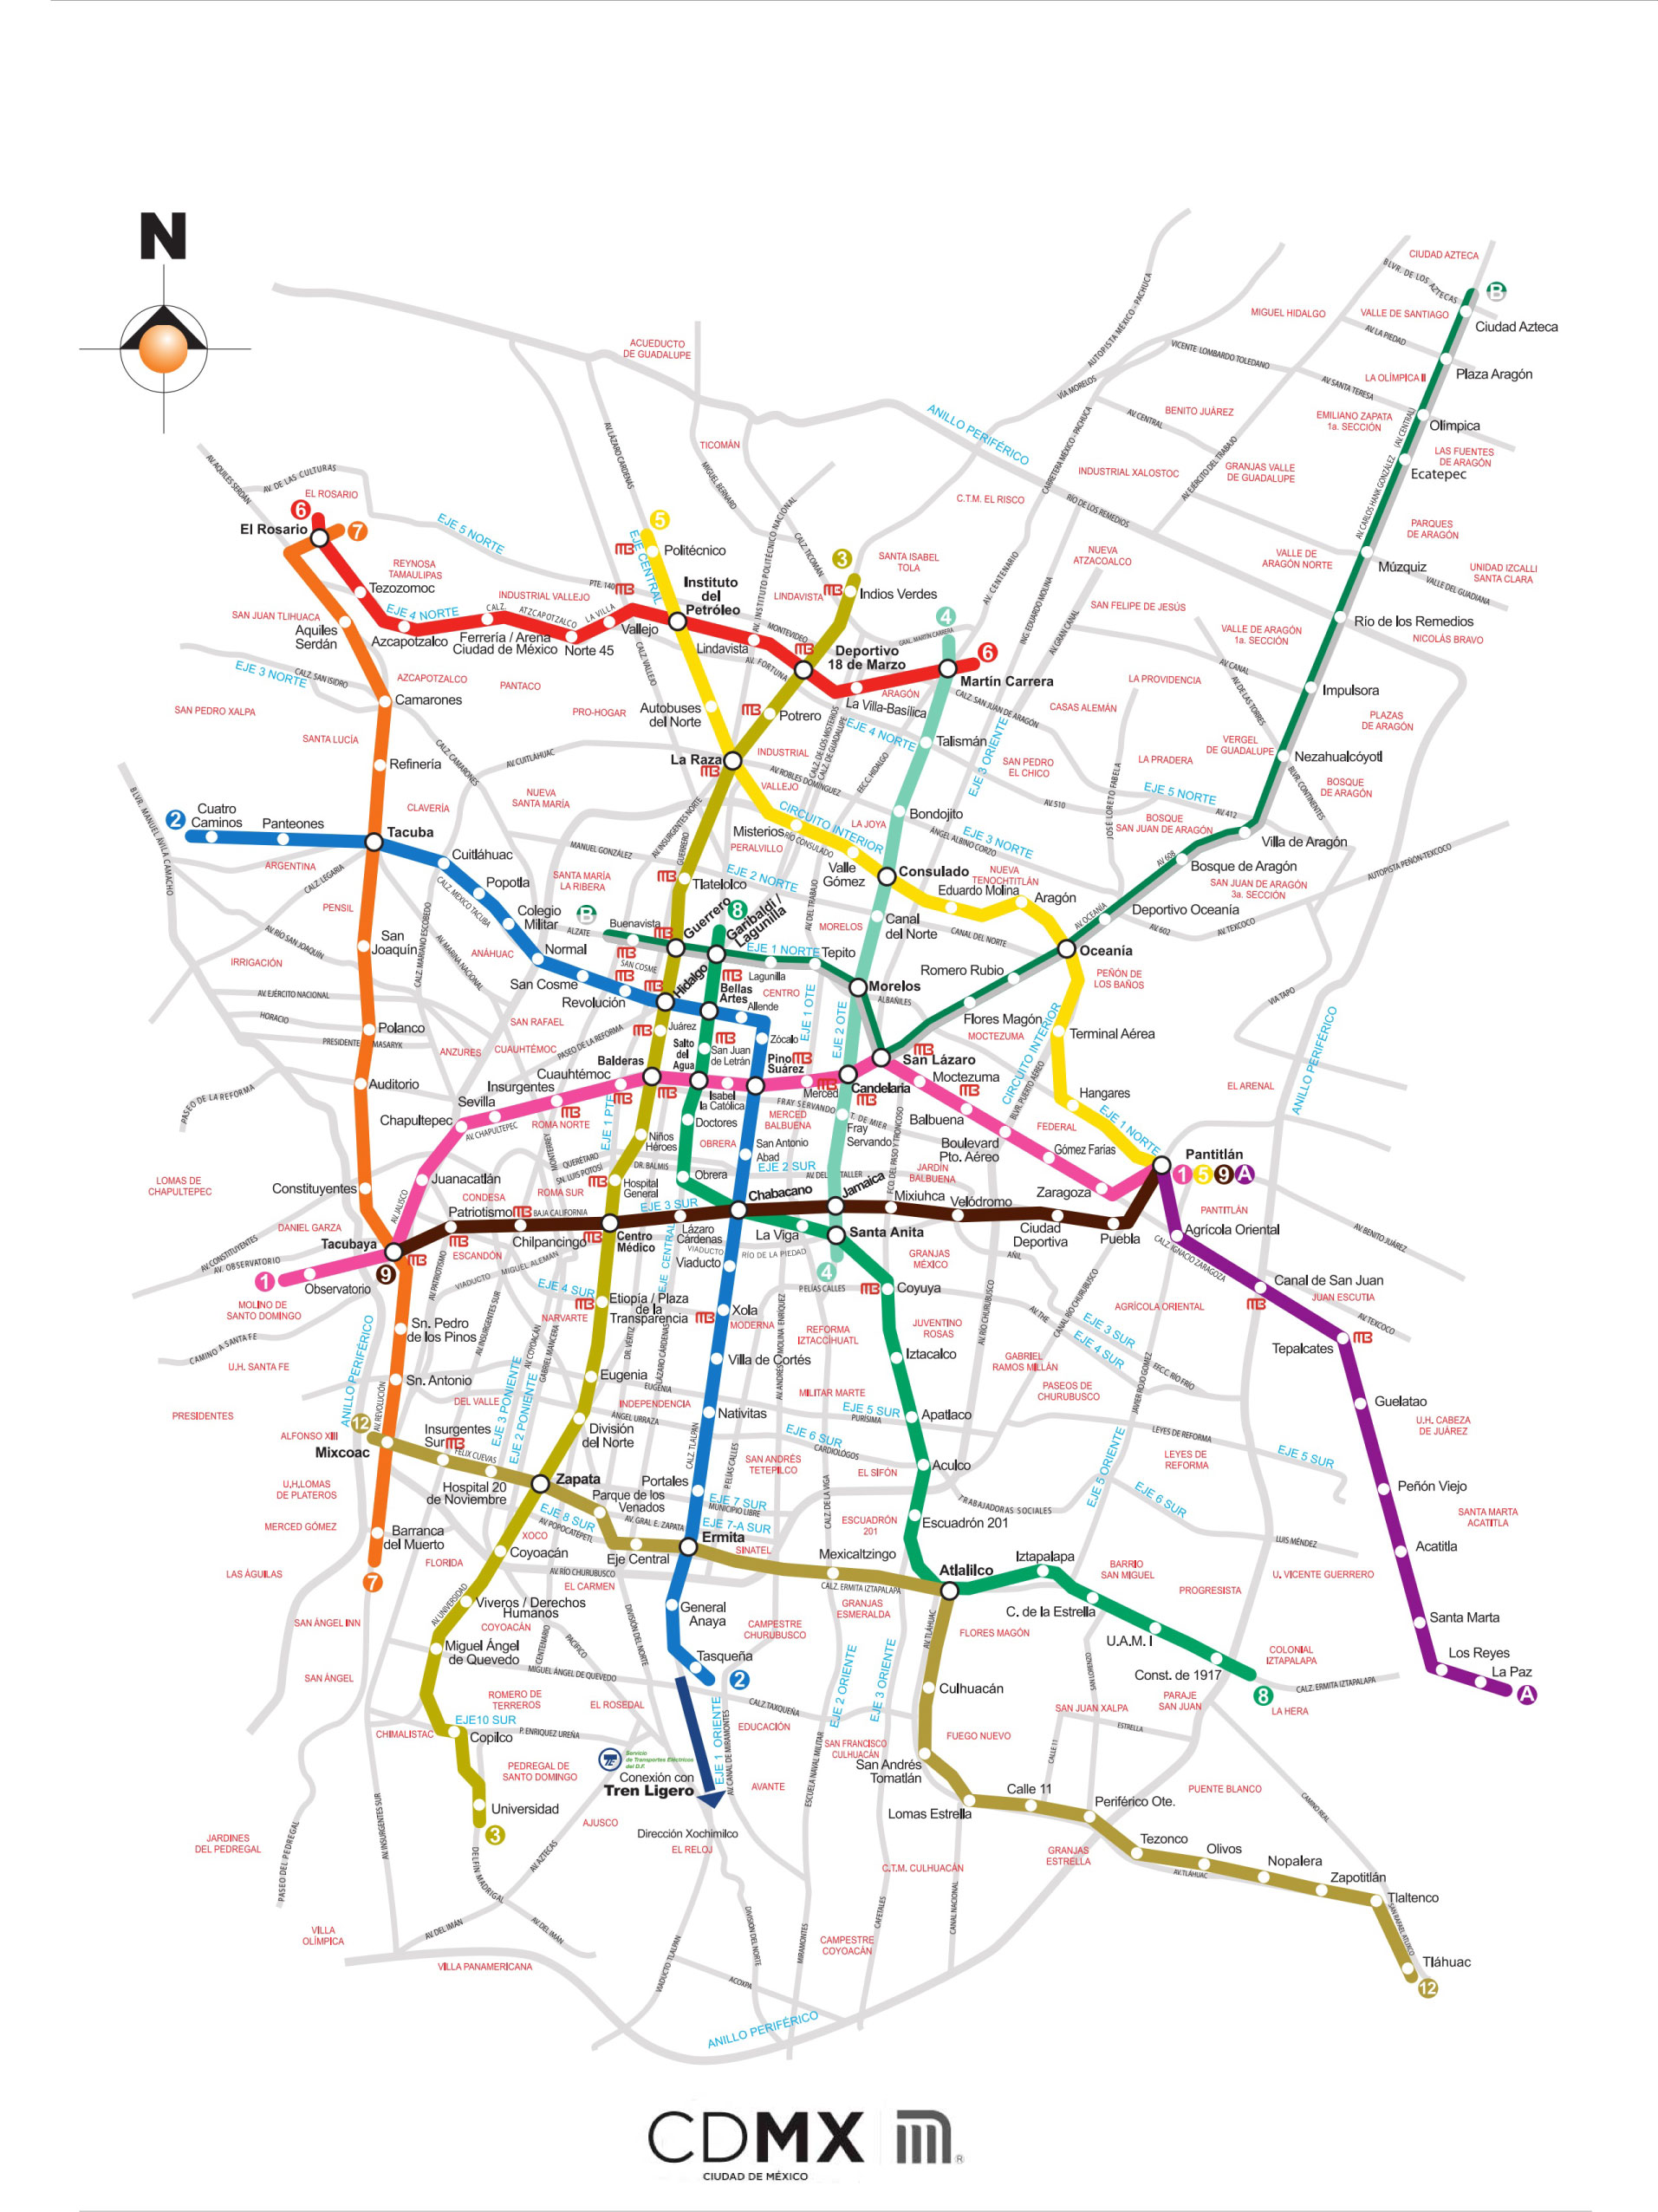 N
CIUDAD AZTECA
BLVR. DE LOS AZTECAS
B
Ciudad Azteca
MIGUEL HIDALGO
VALLE DE SANTIAGO
AV. LA PIEDAD
AUTOPISTA MÉXICO - PACHUCA
ACUEDUCTO
DE GUADALUPE
VICENTE LOMBARDO TOLEDANO
Plaza Aragón
LA OLÍMPICA II
AV. SANTA TERESA
VÍA MORELOS
ANILLO PERIFÉRICO
BENITO JUÁREZ
AV. CENTRAL
EMILIANO ZAPATA
1a. SECCIÓN
(AV. CENTRAL)
Olímpica
AV. LÁZARO CARDENAS
TICOMÁN
CARRETERA MÉXICO - PACHUCA
LAS FUENTES
DE ARAGÓN
Ecatepec
AV. AQUILES SERDÁN
AV. DE LAS CULTURAS
MIGUEL BERNARD
INDUSTRIAL XALOSTOC
AV. EJÉRCITO DEL TRABAJO
GRANJAS VALLE
DE GUADALUPE
AV. CARLOS HANK GONZÁLEZ
EL ROSARIO
C.T.M. EL RISCO
RÍO DE LOS REMEDIOS
6
El Rosario
7
EJE 5 NORTE
5
EJE CENTRAL
Politécnico
AV. INSTITUTO POLITÉCNICO NACIONAL
CALZ. TICOMÁN
PARQUES
DE ARAGÓN
3
SANTA ISABEL
TOLA
NUEVA
ATZACOALCO
VALLE DE
ARAGÓN NORTE
Múzquiz
UNIDAD IZCALLI
SANTA CLARA
VALLE DEL GUADIANA
REYNOSA
TAMAULIPAS
Tezozomoc
PTE. 140
Instituto
del
Petróleo
LINDAVISTA
Indios Verdes
AV. CENTENARIO
ING. EDUARDO MOLINA
AV. GRAN CANAL
INDUSTRIAL VALLEJO
SAN FELIPE DE JESÚS
SAN JUAN TLIHUACA
EJE 4 NORTE
CALZ. ATZCAPOTZALCO LA VILLA
Aquiles
Serdán
Azcapotzalco
Ferrería / Arena
Ciudad de México
Norte 45
Vallejo
Lindavista
MONTEVIDEO
Deportivo
18 de Marzo
4
GRAL. MARTÍN CARRERA
6
Martín Carrera
VALLE DE ARAGÓN
1a. SECCIÓN
Río de los Remedios
NICOLÁS BRAVO
EJE 3 NORTE
CALZ. SAN ISIDRO
AZCAPOTZALCO
PANTACO
CALZ. VALLEJO
AV. FORTUNA
La Villa-Basílica
ARAGÓN
CALZ. SAN JUAN DE ARAGÓN
LA PROVIDENCIA
AV. CANAL
AV. DE LAS TORRES
Impulsora
Camarones
SAN PEDRO XALPA
PRO-HOGAR
Autobuses
del Norte
Potrero
CALZ. DE LOS MISTERIOS
CALZ. DE GUADALUPE
EJE 4 NORTE
CASAS ALEMÁN
PLAZAS
DE ARAGÓN
SANTA LUCÍA
CALZ. CAMARONES
AV. CUITLÁHUAC
La Raza
INDUSTRIAL
Talismán
EJE 3 ORIENTE
SAN PEDRO
EL CHICO
LA PRADERA
VERGEL
DE GUADALUPE
Nezahualcóyotl
Refinería
AV. ROBLES DOMÍNGUEZ
FF.CC. HIDALGO
VALLEJO
JOSÉ LORETO FABELA
EJE 5 NORTE
BLVR. CONTINENTES
BOSQUE
DE ARAGÓN
BLVR. MANUEL ÁVILA CAMACHO
NUEVA
SANTA MARÍA
CLAVERÍA
AV. 510
AV. 412
2
Cuatro
Caminos
Panteones
Tacuba
AV. INSURGENTES NORTE
CIRCUITO INTERIOR
Misterios
RÍO CONSULADO
LA JOYA
Bondojito
ANGEL ALBINO CORZO
EJE 3 NORTE
BOSQUE
SAN JUAN DE ARAGÓN
Villa de Aragón
MANUEL GONZÁLEZ
GUERRERO
PERALVILLO
ARGENTINA
CALZ. LEGARIA
Cuitláhuac
Popotla
SANTA MARÍA
LA RIBERA
EJE 2 NORTE
Tlatelolco
Valle
Gómez
Consulado
NUEVA
TENOCHTITLÁN
Eduardo Molina
Aragón
AV. 608
Bosque de Aragón
SAN JUAN DE ARAGÓN
3a. SECCIÓN
AUTOPISTA PEÑÓN-TEXCOCO
PENSIL
CALZ. MEXICO TACUBA
Colegio
Militar
ALZATE
B
Buenavista
Guerrero
8
Garibaldi /
Lagunilla
AV. DEL TRABAJO
MORELOS
Canal
del Norte
CANAL DEL NORTE
AV. OCEANÍA
Deportivo Oceanía
AV. 602
AV. TEXCOCO
San
Joaquín
AV. RÍO SAN JOAQUÍN
CALZ. MARIANO ESCOBEDO
AV. MARINA NACIONAL
ANÁHUAC
Normal
SAN COSME
EJE 1 NORTE
Tepito
Lagunilla
Oceanía
IRRIGACIÓN
San Cosme
Revolución
Hidalgo
Bellas
Artes
CENTRO
Allende
Morelos
ALBAÑILES
Romero Rubio
PEÑÓN DE
LOS BAÑOS
AV. EJÉRCITO NACIONAL
VIA TAPO
HORACIO
PRESIDENTE MASARYK
Polanco
SAN RAFAEL
ANZURES
CUAUHTÉMOC
PASEO DE LA REFORMA
Juárez
Salto
del
Agua
San Juan
de Letrán
Zócalo
EJE 1 OTE
EJE 2 OTE
Flores Magón
MOCTEZUMA
CIRCUITO INTERIOR
Terminal Aérea
ANILLO PERIFÉRICO
Balderas
Cuauhtémoc
Pino
Suárez
San Lázaro
Auditorio
Insurgentes
Sevilla
Isabel
la Católica
Merced
Candelaria
Moctezuma
BLVR. PUERTO AÉREO
Hangares
EL ARENAL
PASEO DE LA REFORMA
Chapultepec
AV. CHAPULTEPEC
ROMA NORTE
EJE 1 PTE
Doctores
FRAY SERVANDO T. DE MIER
MERCED
BALBUENA
Fray
Servando
Balbuena
FEDERAL
EJE 1 NORTE
MONTERREY
QUERÉTARO
SN. LUIS POTOSÍ
Niños
Héroes
OBRERA
DR. BALMIS
San Antonio
Abad
EJE 2 SUR
FCO. DEL PASO Y TRONCOSO
Boulevard
Pto. Aéreo
Gómez Farías
Pantitlán
1 5 9 A
LOMAS DE
CHAPULTEPEC
Constituyentes
Juanacatlán
CONDESA
ROMA SUR
Hospital
General
Obrera
AV. DEL TALLER
JARDÍN
BALBUENA
Zaragoza
DANIEL GARZA
AV. JALISCO
Patriotismo
BAJA CALIFORNIA
EJE 3 SUR
Chabacano
Jamaica
Mixiuhca
Velódromo
PANTITLÁN
AV. CONSTITUYENTES
Tacubaya
Chilpancingo
Centro
Médico
Lázaro
Cárdenas
La Viga
Santa Anita
Ciudad
Deportiva
Puebla
Agrícola Oriental
AV. BENITO JUÁREZ
AV. OBSERVATORIO
9
ESCANDÓN
VIADUCTO MIGUEL ALEMAN
VIADUCTO RÍO DE LA PIEDAD
Viaducto
GRANJAS
MÉXICO
AÑIL
CALZ. IGNACIO ZARAGOZA
1
Observatorio
AV. PATRIOTISMO
EJE 4 SUR
EJE CENTRAL
4
P.ELÍAS CALLES
Coyuya
Canal de San Juan
JUAN ESCUTIA
MOLINO DE
SANTO DOMINGO
NARVARTE
Etiopía / Plaza
de la
Transparencia
Xola
MODERNA
AV. ANDRÉS MOLINA ENRÍQUEZ
REFORMA
IZTACCÍHUATL
JUVENTINO
ROSAS
AV. RÍO CHURUBUSCO
AV. THE
CANAL RÍO CHURUBUSCO
AGRÍCOLA ORIENTAL
AV. TEXCOCO
CAMINO A SANTA FE
Sn. Pedro
de los Pinos
AV. INSURGENTES SUR
AV. COYOACÁN
GABRIEL MANCERA
DR. VÉRTIZ
LÁZARO CARDENAS
Villa de Cortés
Iztacalco
EJE 3 SUR
EJE 4 SUR
FF.CC. RÍO FRÍO
Tepalcates
U.H. SANTA FE
ANILLO PERIFÉRICO
Sn. Antonio
Eugenia
EUGENIA
GABRIEL
RAMOS MILLÁN
PASEOS DE
CHURUBUSCO
JAVIER ROJO GOMEZ
PRESIDENTES
AV. REVOLUCIÓN
DEL VALLE
EJE 3 PONIENTE
EJE 2 PONIENTE
INDEPENDENCIA
ÁNGEL URRAZA
MILITAR MARTE
Nativitas
EJE 5 SUR
PURÍSIMA
Apatlaco
Guelatao
U.H. CABEZA
DE JUÁREZ
12
ALFONSO XIII
Mixcoac
Insurgentes
Sur
FELIX CUEVAS
División
del Norte
CALZ. TLALPAN
P.ELÍAS CALLES
EJE 6 SUR
CARDIOLÓGOS
LEYES DE REFORMA
LEYES DE
REFORMA
EJE 5 SUR
SAN ANDRÉS
TETEPILCO
EL SIFÓN
Aculco
U.H.LOMAS
DE PLATEROS
Hospital 20
de Noviembre
Zapata
Portales
Parque de los
Venados
EJE 7 SUR
MUNICIPIO LIBRE
CALZ. DE LA VIGA
TRABAJADORAS SOCIALES
EJE 5 ORIENTE
EJE 6 SUR
Peñón Viejo
SANTA MARTA
ACATITLA
MERCED GÓMEZ
Barranca
del Muerto
XOCO
EJE 8 SUR
AV. POPOCATÉPETL
AV. GRAL E. ZAPATA
EJE 7-A SUR
Ermita
SINATEL
ESCUADRÓN
201
Escuadrón 201
LUIS MÉNDEZ
Acatitla
FLORIDA
Coyoacán
Eje Central
Mexicaltzingo
Atlalilco
Iztapalapa
BARRIO
SAN MIGUEL
LAS ÁGUILAS
7
AV. RÍO CHURUBUSCO
EL CARMEN
CALZ. ERMITA IZTAPALAPA
PROGRESISTA
U. VICENTE GUERRERO
AV. UNIVERSIDAD
Viveros / Derechos
Humanos
COYOACÁN
General
Anaya
GRANJAS
ESMERALDA
C. de la Estrella
Santa Marta
SAN ÁNGEL INN
CENTENARIO
PACIFICO
DIVISIÓN DEL NORTE
CAMPESTRE
CHURUBUSCO
AV. TLÁHUAC
FLORES MAGÓN
U.A.M. I
Miguel Ángel
de Quevedo
MIGUEL ÁNGEL DE QUEVEDO
Tasqueña
2
EJE 2 ORIENTE
EJE 3 ORIENTE
SAN LORENZO
Const. de 1917
COLONIAL
IZTAPALAPA
Los Reyes
La Paz
A
SAN ÁNGEL
CALZ. TAXQUEÑA
Culhuacán
8
CALZ. ERMITA IZTAPALAPA
LA HERA
ROMERO DE
TERREROS
EL ROSEDAL
EJE 1 ORIENTE
AV. CANAL DE MIRAMONTES
EDUCACIÓN
SAN JUAN XALPA
PARAJE
SAN JUAN
ESTRELLA
CHIMALISTAC
EJE10 SUR
P. ENRIQUEZ UREÑA
Copilco
SAN FRANCISCO
CULHUACÁN
FUEGO NUEVO
CALLE 11
PEDREGAL DE
SANTO DOMINGO
Servicio
de Transportes Eléctricos
del D.F.
Conexión con
Tren Ligero
AVANTE
ESCUELA NAVAL MILITAR
San Andrés
Tomatlán
Calle 11
PUENTE BLANCO
CAMINO REAL
Universidad
3
AJUSCO
Lomas Estrella
Periférico Ote.
JARDINES
DEL PEDREGAL
PASEO DEL PEDREGAL
AV. INSURGENTES SUR
DELFÍN MADRIGAL
AV. AZTECAS
Dirección Xochimilco
EL RELOJ
C.T.M. CULHUACÁN
GRANJAS
ESTRELLA
Tezonco
AV. TLÁHUAC
Olivos
Nopalera
Zapotitlán
Tlaltenco
SAN RAFAEL ATLIXCO
VILLA
OLÍMPICA
AV. DEL IMÁN
AV. DEL IMÁN
VIADUCTO TLALPAN
DIVISIÓN DEL NORTE
MIRAMONTES
CAFETALES
CANAL NACIONAL
CAMPESTRE
COYOACÁN
VILLA PANAMERICANA
ACOXPA
Tláhuac
12
ANILLO PERIFÉRICO
CDMX
CIUDAD DE MÉXICO
®